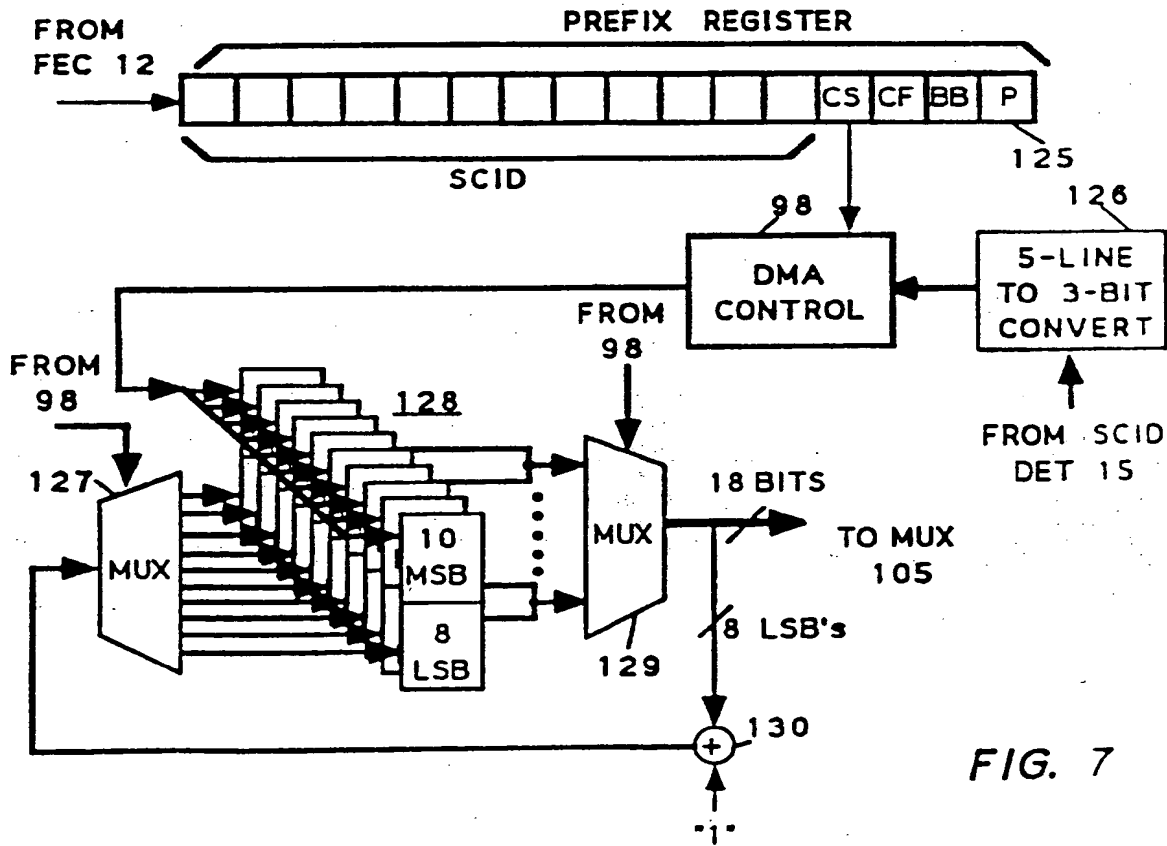 PREFIX REGISTER
FROM
FEC 12
CS CF BB P
125
SCID
126
98
5-LINE
TO 3-BIT
CONVERT
DMA
CONTROL
FROM
98
FROM
98
128
FROM SCID
DET 15
127
18 BITS
MUX
10
MSB
MUX
TO MUX
105
8
LSB
8 LSB's
129
130
"1"
FIG. 7